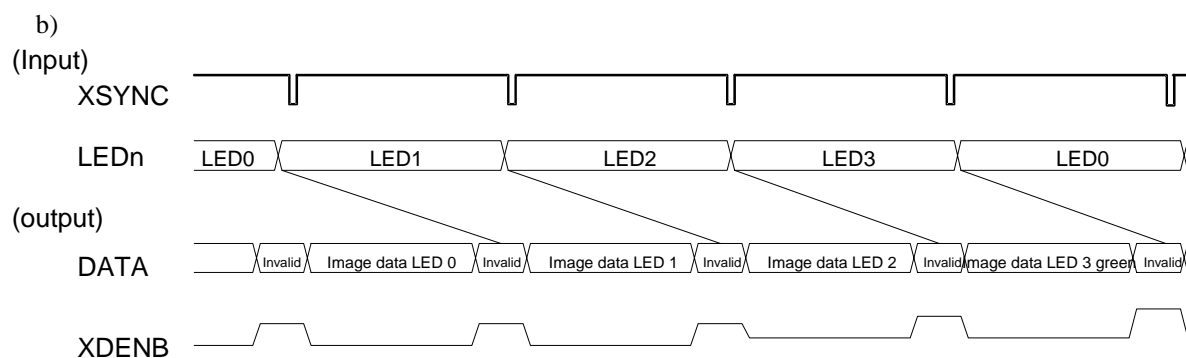 b)
(Input)
XSYNC
LEDn LED0 LED1 LED2 LED3 LED0
(output)
DATA Invalid Image data LED 0 Invalid Image data LED 1 Invalid Image data LED 2 Invalid Image data LED 3 green Invalid
XDENB